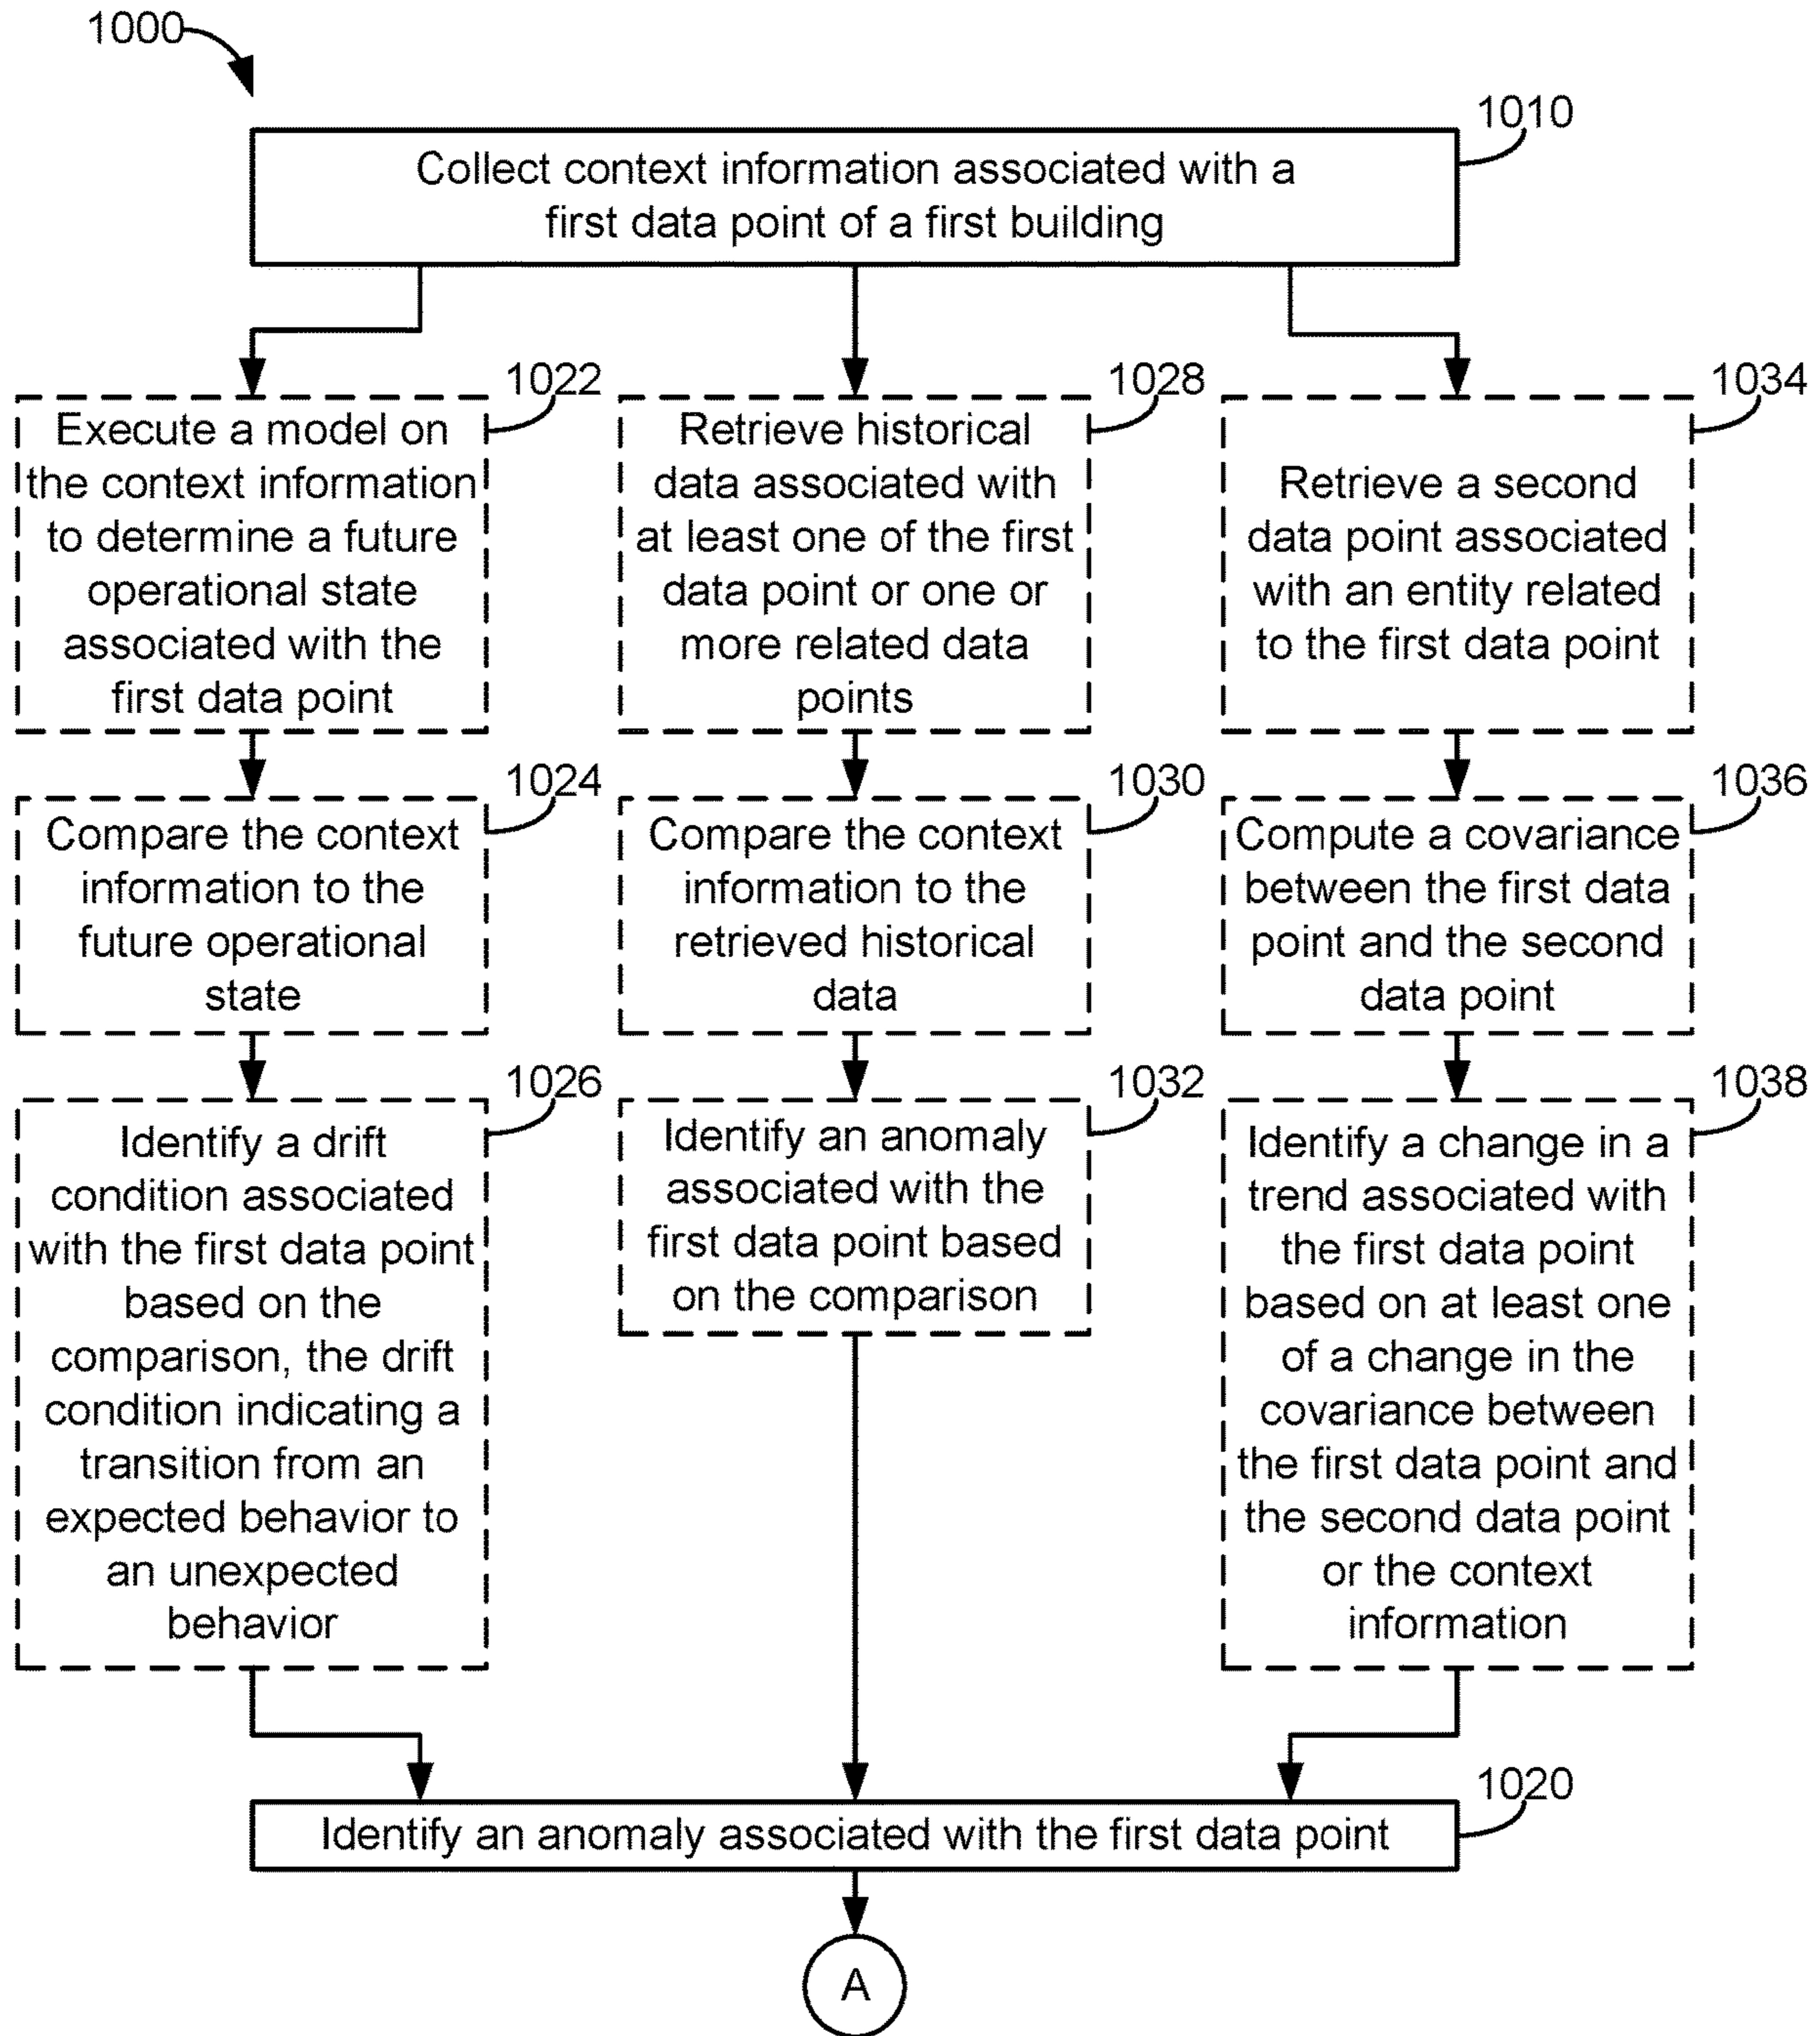 1000
1010
Collect context information associated with a
first data point of a first building
1022
Execute a model on
the context information
to determine a future
operational state
associated with the
first data point
1028
Retrieve historical
data associated with
at least one of the first
data point or one or
more related data
points
1034
Retrieve a second
data point associated
with an entity related
to the first data point
1024
Compare the context
information to the
future operational
state
1030
Compare the context
information to the
retrieved historical
data
1036
Compute a covariance
between the first data
point and the second
data point
1026
Identify a drift
condition associated
with the first data point
based on the
comparison, the drift
condition indicating a
transition from an
expected behavior to
an unexpected
behavior
1032
Identify an anomaly
associated with the
first data point based
on the comparison
1038
Identify a change in a
trend associated with
the first data point
based on at least one
of a change in the
covariance between
the first data point and
the second data point
or the context
information
1020
Identify an anomaly associated with the first data point
A